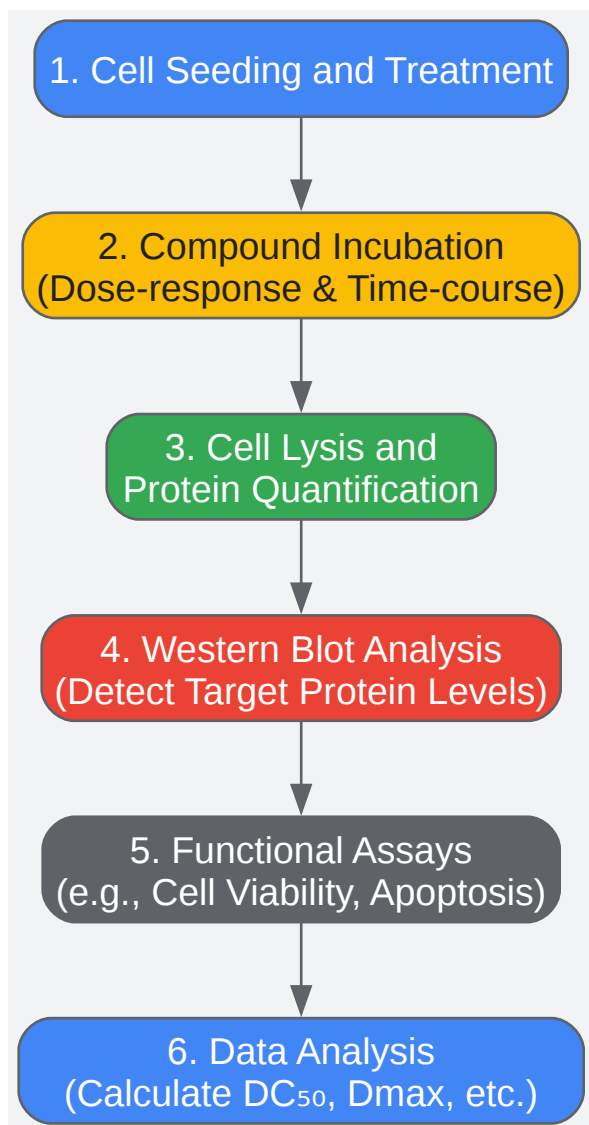 1. Cell Seeding and Treatment
2. Compound Incubation
(Dose-response & Time-course)
3. Cell Lysis and
Protein Quantification
4. Western Blot Analysis
(Detect Target Protein Levels)
5. Functional Assays
(e.g., Cell Viability, Apoptosis)
6. Data Analysis
(Calculate DC₅₀, Dmax, etc.)